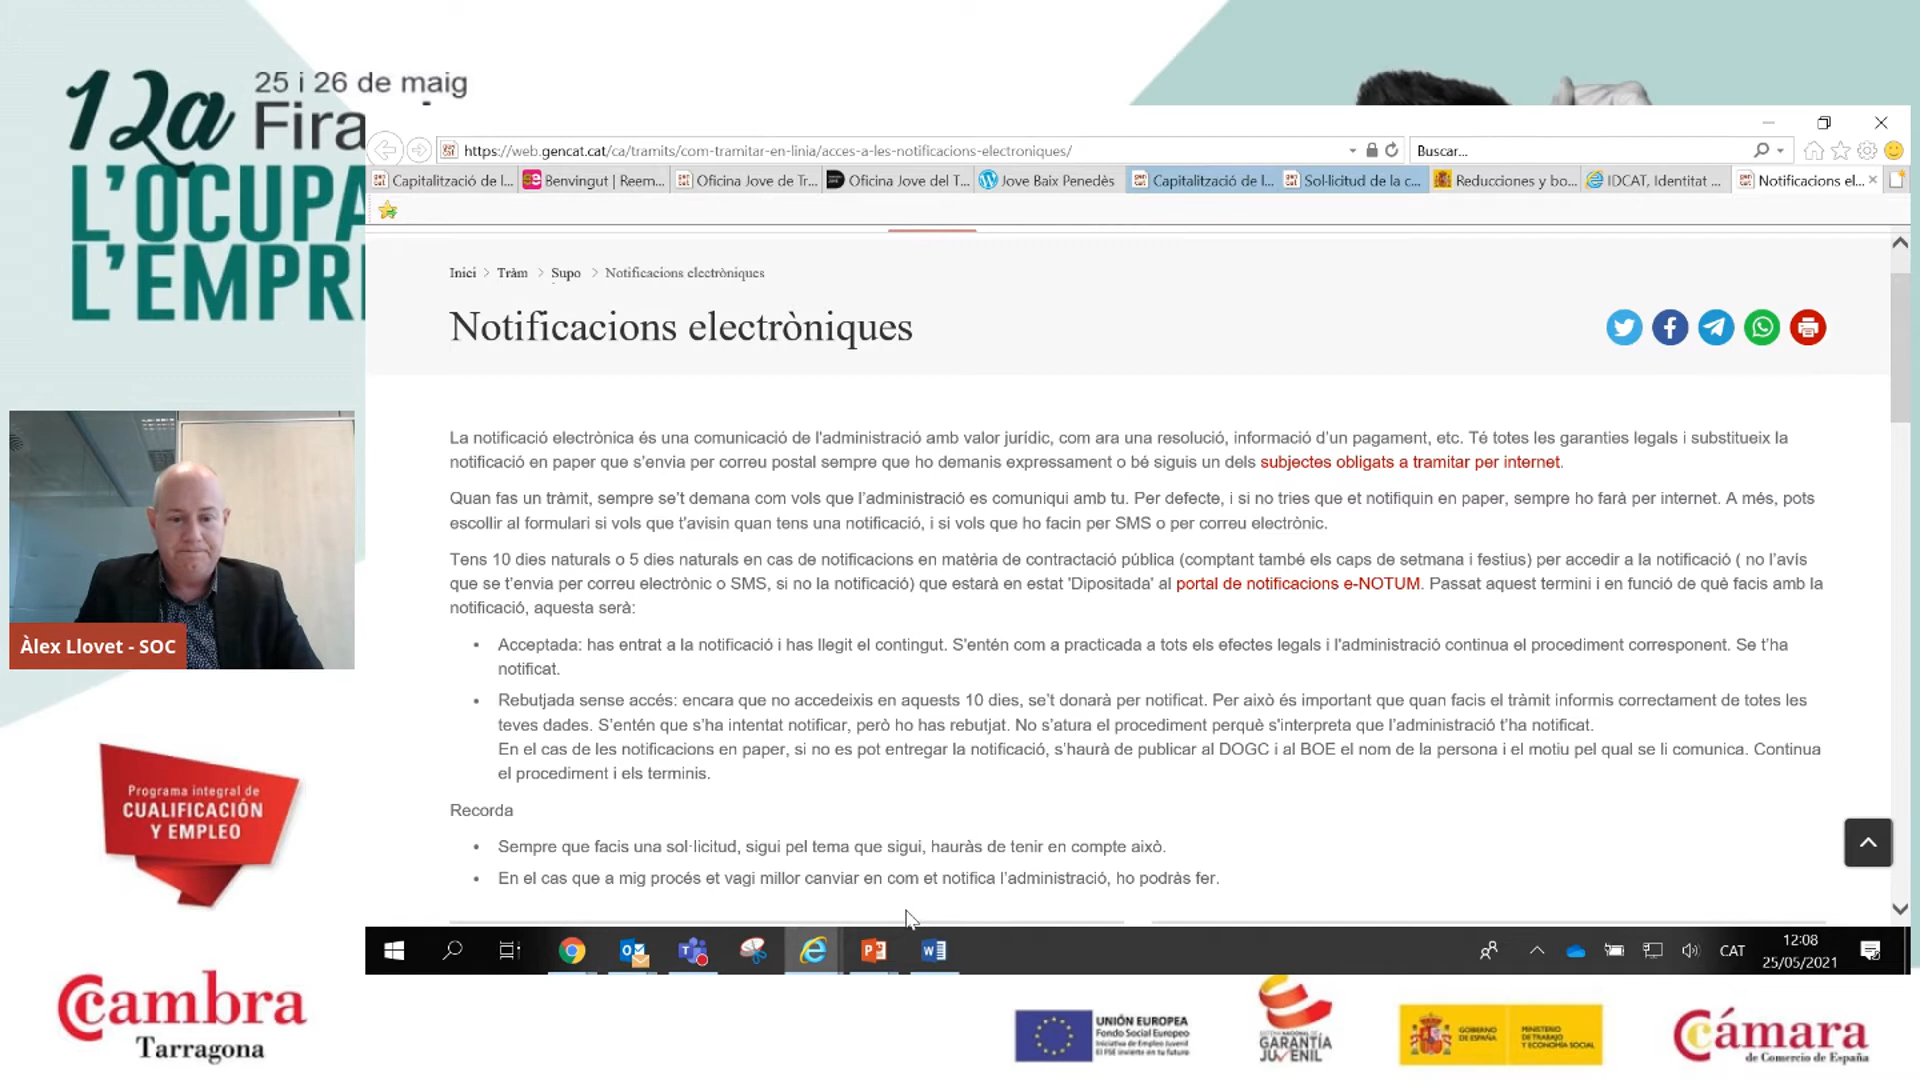 12a
25 i 26 de maig
Fira
L'OCUPA
L'EMPRE
https://web.gencat.cat/ca/tramits/com-tramitar-en-linia/acces-a-les-notificacions-electroniques/
Buscar...
Capitalització de l...
Benvingut | Reem...
Oficina Jove de Tr...
Oficina Jove del T...
Jove Baix Penedès
Capitalització de l...
Sol·licitud de la c...
Reducciones y bo...
IDCAT, Identitat ...
Notificacions el...
Inici > Tràm > Supo > Notificacions electròniques
Notificacions electròniques
La notificació electrònica és una comunicació de l'administració amb valor jurídic, com ara una resolució, informació d'un pagament, etc. Té totes les garanties legals i substitueix la
notificació en paper que s'envia per correu postal sempre que ho demanis expressament o bé siguis un dels subjectes obligats a tramitar per internet.
Quan fas un tràmit, sempre se't demana com vols que l'administració es comuniqui amb tu. Per defecte, i si no tries que et notifiquin en paper, sempre ho farà per internet. A més, pots
escollir al formulari si vols que t'avisin quan tens una notificació, i si vols que ho facin per SMS o per correu electrònic.
Tens 10 dies naturals o 5 dies naturals en cas de notificacions en matèria de contractació pública (comptant també els caps de setmana i festius) per accedir a la notificació ( no l'avís
que se t'envia per correu electrònic o SMS, si no la notificació) que estarà en estat 'Dipositada' al portal de notificacions e-NOTUM. Passat aquest termini i en funció de què facis amb la
notificació, aquesta serà:
• Acceptada: has entrat a la notificació i has llegit el contingut. S'entén com a practicada a tots els efectes legals i l'administració continua el procediment corresponent. Se t'ha
notificat.
• Rebutjada sense accés: encara que no accedeixis en aquests 10 dies, se't donarà per notificat. Per això és important que quan facis el tràmit informis correctament de totes les
teves dades. S'entén que s'ha intentat notificar, però ho has rebutjat. No s'atura el procediment perquè s'interpreta que l'administració t'ha notificat.
En el cas de les notificacions en paper, si no es pot entregar la notificació, s'haurà de publicar al DOGC i al BOE el nom de la persona i el motiu pel qual se li comunica. Continua
el procediment i els terminis.
Recorda
• Sempre que facis una sol·licitud, sigui pel tema que sigui, hauràs de tenir en compte això.
• En el cas que a mig procés et vagi millor canviar en com et notifica l'administració, ho podràs fer.
Àlex Llovet - SOC
Programa integral de
CUALIFICACIÓN
Y EMPLEO
CAT
12:08
25/05/2021
Cambra
Tarragona
UNIÓN EUROPEA
Fondo Social Europeo
Iniciativa de Empleo Juvenil
El FSE invierte en tu futuro
SISTEMA NACIONAL DE
GARANTÍA
JUVENIL
GOBIERNO
DE ESPAÑA
MINISTERIO
DE TRABAJO
Y ECONOMÍA SOCIAL
Cámara
de Comercio de España